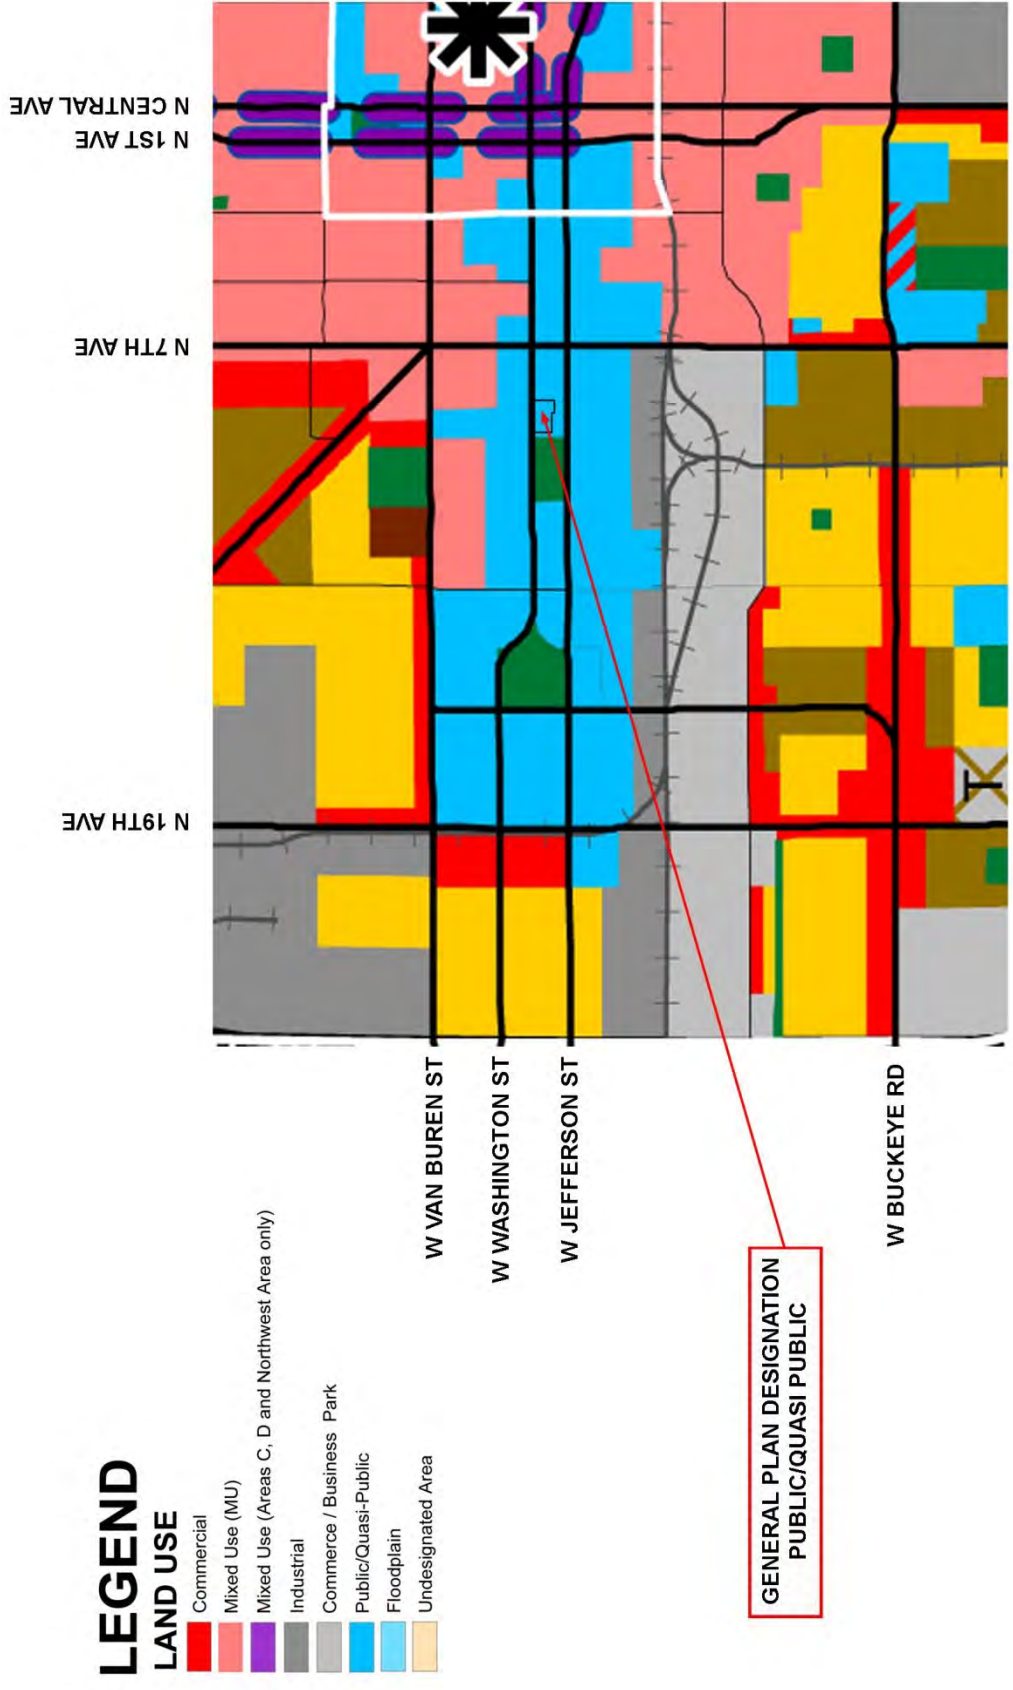 LEGEND
LAND USE
Commercial
Mixed Use (MU)
Mixed Use (Areas C, D and Northwest Area only)
Industrial
Commerce / Business Park
Public/Quasi-Public
Floodplain
Undesignated Area
W VAN BUREN ST
W WASHINGTON ST
W JEFFERSON ST
W BUCKEYE RD
GENERAL PLAN DESIGNATION
PUBLIC/QUASI PUBLIC
N 19TH AVE
N 7TH AVE
N 1ST AVE
N CENTRAL AVE
T